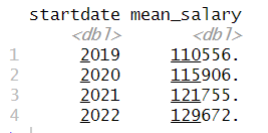 startdate mean_salary
<dbl> <dbl>
1 2019 110556.
2 2020 115906.
3 2021 121755.
4 2022 129672.